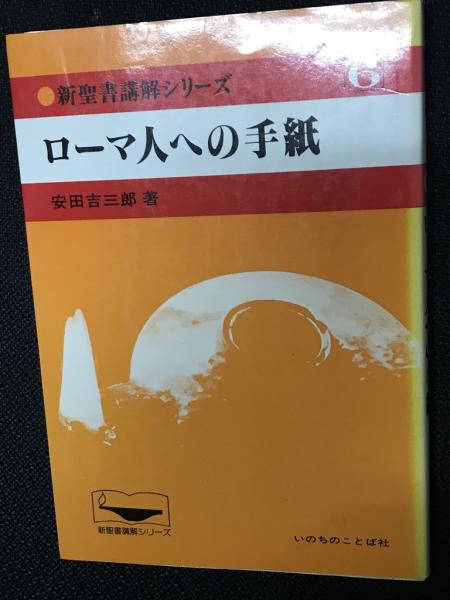 6
●新聖書講解シリーズ
ローマ人への手紙
安田吉三郎 著
新聖書講解シリーズ
いのちのことば社